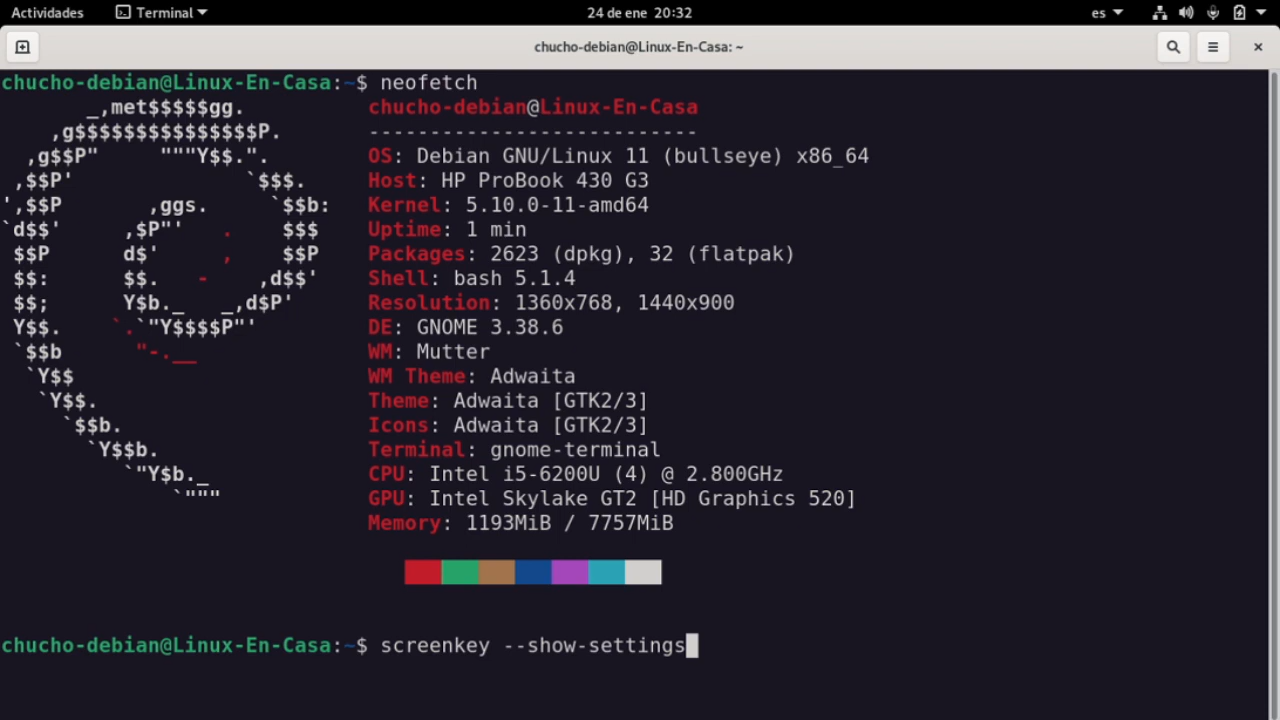 Actividades Terminal 24 de ene 20:32 es
chucho-debian@Linux-En-Casa: ~
chucho-debian@Linux-En-Casa:~$ neofetch
_,met$$$$$gg. chucho-debian@Linux-En-Casa
,g$$$$$$$$$$$$$$$P. ---------------------------
,g$$P" """Y$$.". OS: Debian GNU/Linux 11 (bullseye) x86_64
,$$P' `$$$. Host: HP ProBook 430 G3
',$$P ,ggs. `$$b: Kernel: 5.10.0-11-amd64
`d$$' ,$P"' . $$$ Uptime: 1 min
$$P d$' , $$P Packages: 2623 (dpkg), 32 (flatpak)
$$: $$. - ,d$$' Shell: bash 5.1.4
$$; Y$b._ _,d$P' Resolution: 1360x768, 1440x900
Y$$. `.`"Y$$$$P"' DE: GNOME 3.38.6
`$$b "-.__ WM: Mutter
`Y$$ WM Theme: Adwaita
`Y$$. Theme: Adwaita [GTK2/3]
`$$b. Icons: Adwaita [GTK2/3]
`Y$$b. Terminal: gnome-terminal
`"Y$b._ CPU: Intel i5-6200U (4) @ 2.800GHz
`""" GPU: Intel Skylake GT2 [HD Graphics 520]
Memory: 1193MiB / 7757MiB
chucho-debian@Linux-En-Casa:~$ screenkey --show-settings